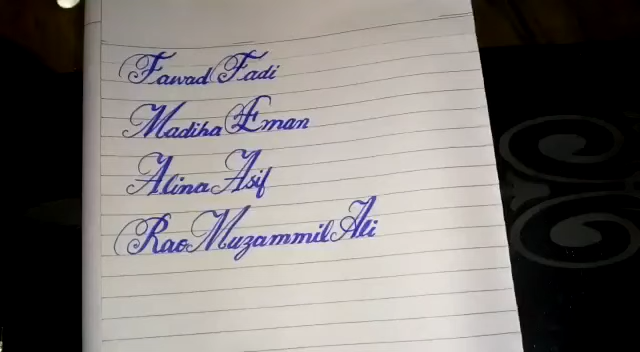 Fawad Fadi
Madiha Eman
Alina Asif
Rao Muzammil Ali